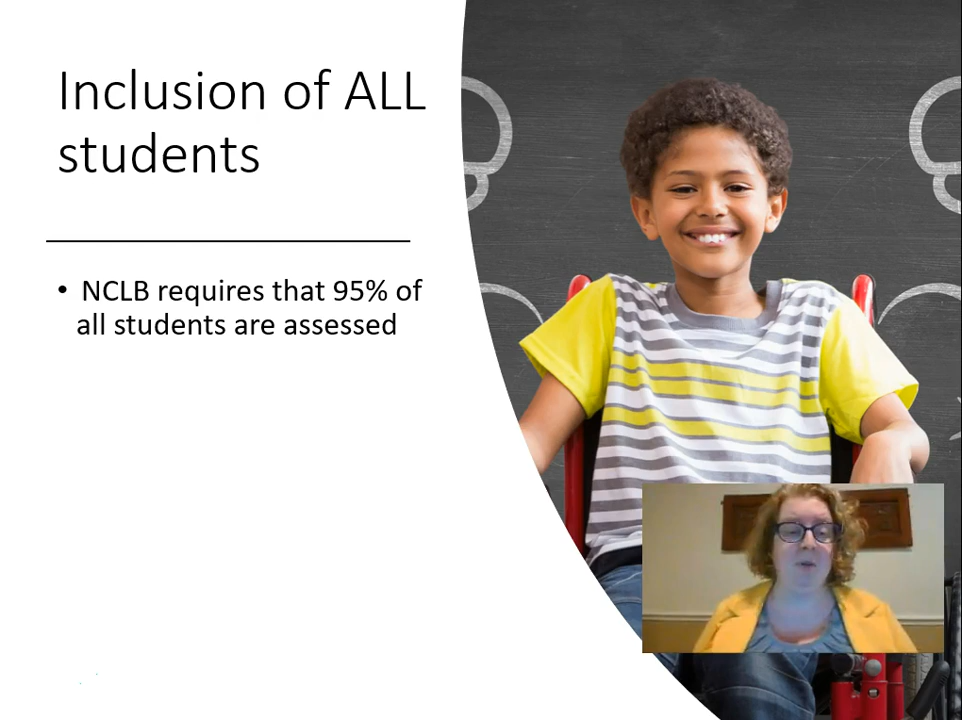 Inclusion of ALL
students
• NCLB requires that 95% of
all students are assessed